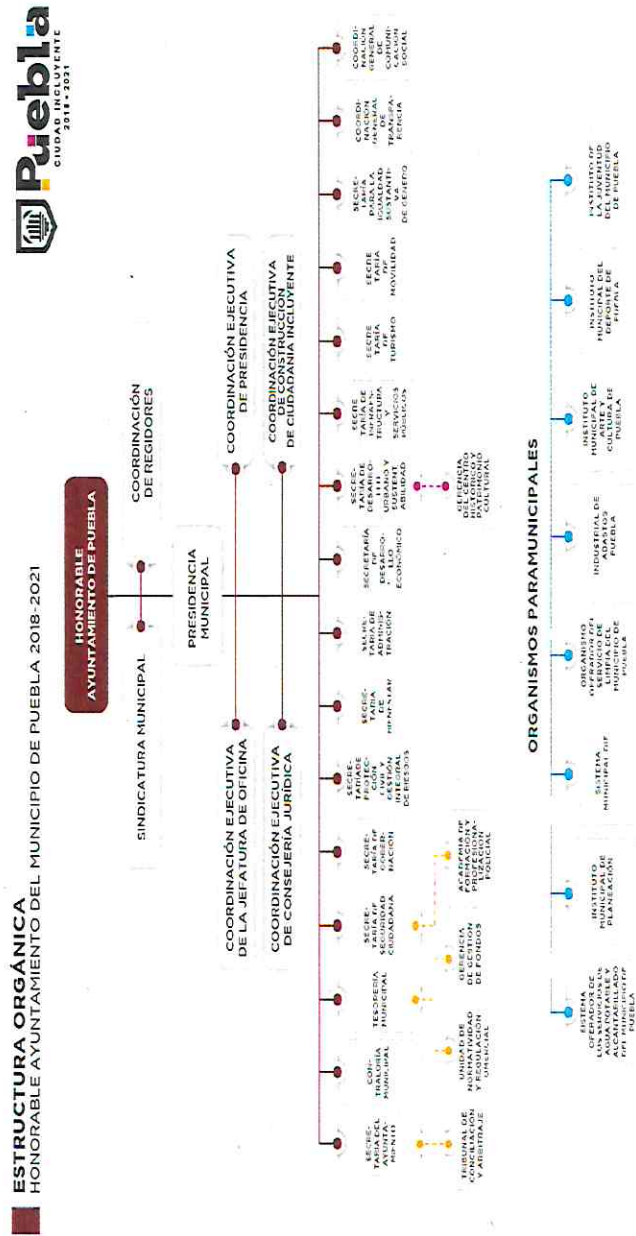 ESTRUCTURA ORGÁNICA
HONORABLE AYUNTAMIENTO DEL MUNICIPIO DE PUEBLA 2018-2021
Puebla
CIUDAD INCLUYENTE
2018 • 2021
HONORABLE
AYUNTAMIENTO DE PUEBLA
SINDICATURA MUNICIPAL
COORDINACIÓN
DE REGIDORES
PRESIDENCIA
MUNICIPAL
COORDINACIÓN EJECUTIVA
DE LA JEFATURA DE OFICINA
COORDINACIÓN EJECUTIVA
DE PRESIDENCIA
COORDINACIÓN EJECUTIVA
DE CONSEJERÍA JURÍDICA
COORDINACIÓN EJECUTIVA
DE CONSTRUCCIÓN
DE CIUDADANÍA INCLUYENTE
SECRE-
TARÍA DEL
AYUNTA-
MIENTO
CON-
TRALORÍA
MUNICIPAL
TESORERÍA
MUNICIPAL
SECRE-
TARÍA DE
SEGURIDAD
CIUDADANA
SECRE-
TARÍA DE
GOBER-
NACIÓN
SECRE-
TARÍA DE
PROTEC-
CIÓN
CIVIL Y
GESTIÓN
INTEGRAL
DE RIESGOS
SECRE-
TARÍA
DE
BIENESTAR
SECRE-
TARÍA DE
ADMINIS-
TRACIÓN
SECRETARÍA
DE
DESARRO-
LLO
ECONÓMICO
SECRE-
TARÍA DE
DESARRO-
LLO
URBANO Y
SUSTENT
ABILIDAD
SECRE
TARÍA DE
INFRAES-
TRUCTURA
Y
SERVICIOS
PÚBLICOS
SECRE
TARÍA
DE
TURISMO
SECRE
TARÍA
DE
MOVILIDAD
SECRE-
TARÍA
PARA LA
IGUALDAD
SUSTANTI-
VA
DE GÉNERO
COORDI-
NACIÓN
GENERAL
DE
TRANSPA-
RENCIA
COORDI-
NACIÓN
GENERAL
DE
COMUNI-
CACIÓN
SOCIAL
TRIBUNAL DE
CONCILIACIÓN
Y ARBITRAJE
UNIDAD DE
NORMATIVIDAD
Y REGULACIÓN
GERENCIA
DE GESTIÓN
DE FONDOS
ACADEMIA DE
FORMACIÓN Y
PROFESIONA-
LIZACIÓN
POLICIAL
GERENCIA
DEL CENTRO
HISTÓRICO Y
PATRIMONIO
CULTURAL
ORGANISMOS PARAMUNICIPALES
SISTEMA
OPERADOR DE
LOS SERVICIOS DE
AGUA POTABLE Y
ALCANTARILLADO
DEL MUNICIPIO DE
PUEBLA
INSTITUTO
MUNICIPAL DE
PLANEACIÓN
SISTEMA
MUNICIPAL DIF
ORGANISMO
OPERADOR DEL
SERVICIO DE
LIMPIA DEL
MUNICIPIO DE
PUEBLA
INDUSTRIAL DE
ABASTOS
PUEBLA
INSTITUTO
MUNICIPAL DE
ARTE Y
CULTURA DE
PUEBLA
INSTITUTO
MUNICIPAL DEL
DEPORTE DE
PUEBLA
INSTITUTO DE
LA JUVENTUD
DEL MUNICIPIO
DE PUEBLA